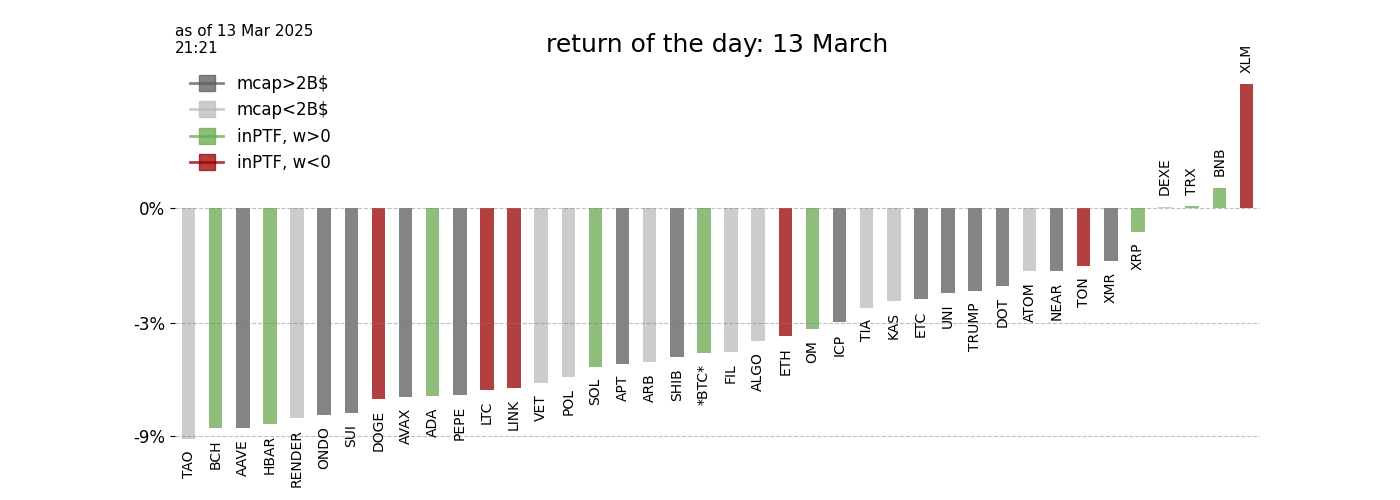 as of 13 Mar 2025
21:21
return of the day: 13 March
mcap>2B$
mcap<2B$
inPTF, w>0
inPTF, w<0
0%
-3%
-9%
TAO
BCH
AAVE
HBAR
RENDER
ONDO
SUI
DOGE
AVAX
ADA
PEPE
LTC
LINK
VET
POL
SOL
APT
ARB
SHIB
*BTC*
FIL
ALGO
ETH
OM
ICP
TIA
KAS
ETC
UNI
TRUMP
DOT
ATOM
NEAR
TON
XMR
XRP
DEXE
TRX
BNB
XLM